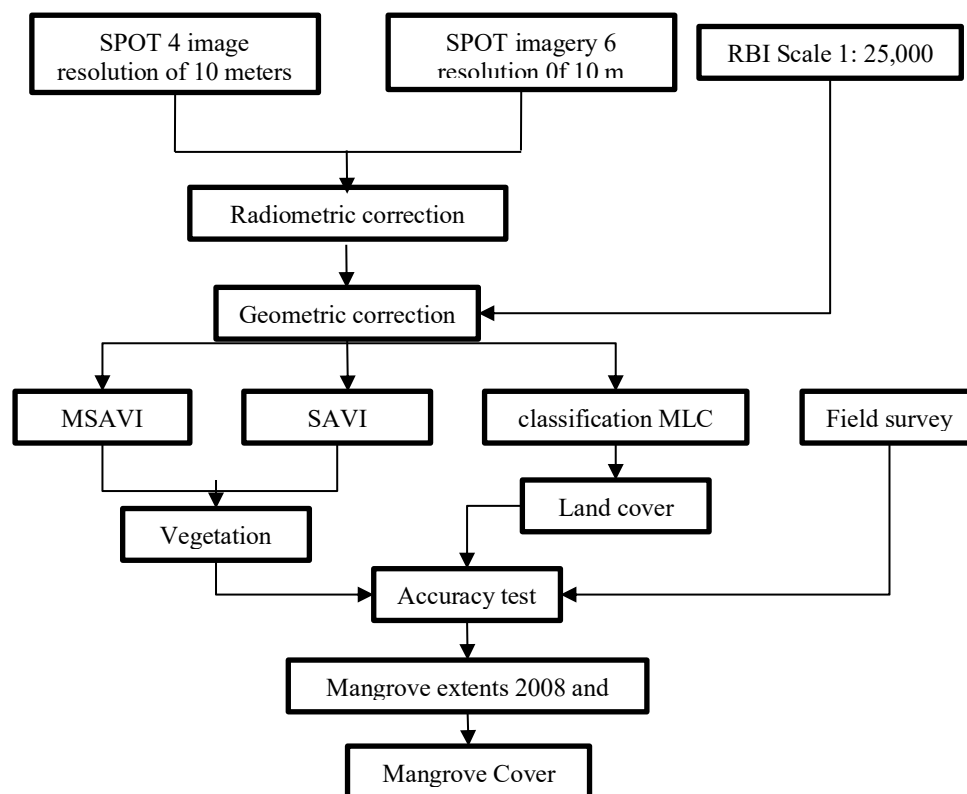 SPOT 4 image
resolution of 10 meters
SPOT imagery 6
resolution 0f 10 m
RBI Scale 1: 25,000
Radiometric correction
Geometric correction
MSAVI
SAVI
classification MLC
Field survey
Vegetation
Land cover
Accuracy test
Mangrove extents 2008 and
Mangrove Cover